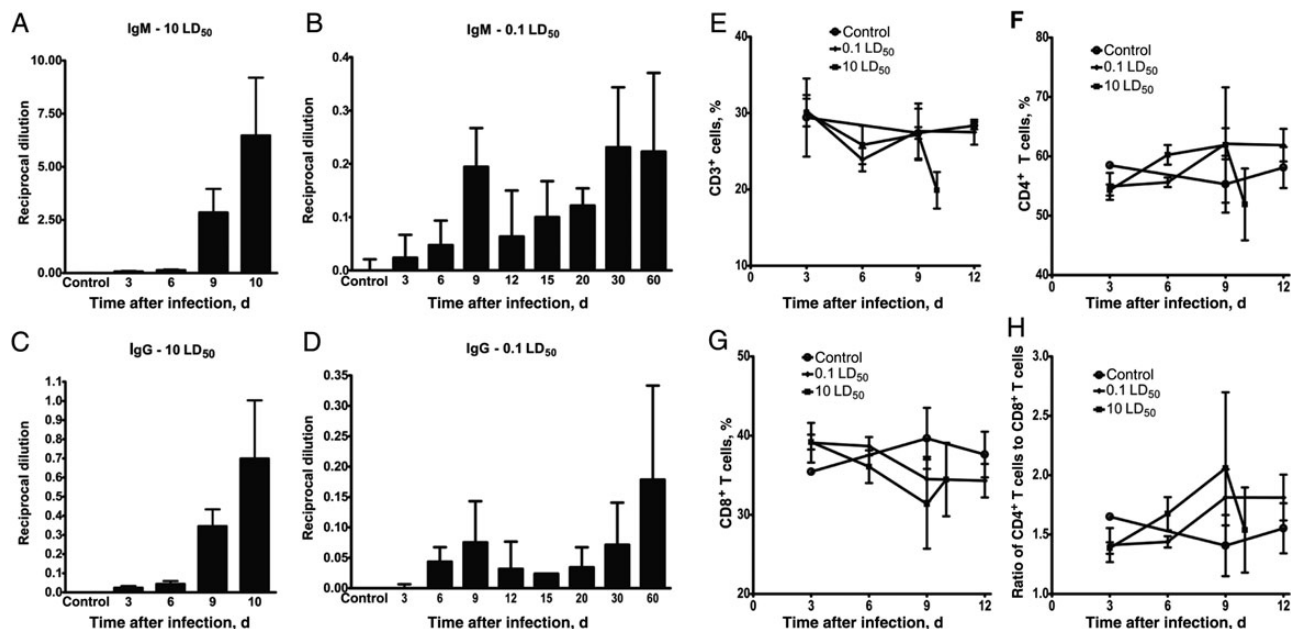 A
IgM - 10 LD50
Reciprocal dilution
10.00
7.50
5.00
2.50
0.00
Control 3 6 9 10
Time after infection, d
B
IgM - 0.1 LD50
Reciprocal dilution
0.4
0.3
0.2
0.1
0.0
Control 3 6 9 12 15 20 30 60
Time after infection, d
E
Control
0.1 LD50
10 LD50
CD3+ cells, %
40
30
20
10
0 3 6 9 12
Time after infection, d
F
Control
0.1 LD50
10 LD50
CD4+ T cells, %
80
70
60
50
40
0 3 6 9 12
Time after infection, d
C
IgG - 10 LD50
Reciprocal dilution
1.1
1.0
0.9
0.8
0.7
0.6
0.5
0.4
0.3
0.2
0.1
0.0
Control 3 6 9 10
Time after infection, d
D
IgG - 0.1 LD50
Reciprocal dilution
0.35
0.30
0.25
0.20
0.15
0.10
0.05
0.00
Control 3 6 9 12 15 20 30 60
Time after infection, d
G
Control
0.1 LD50
10 LD50
CD8+ T cells, %
50
40
30
20
0 3 6 9 12
Time after infection, d
H
Control
0.1 LD50
10 LD50
Ratio of CD4+ T cells to CD8+ T cells
3.0
2.5
2.0
1.5
1.0
0 3 6 9 12
Time after infection, d